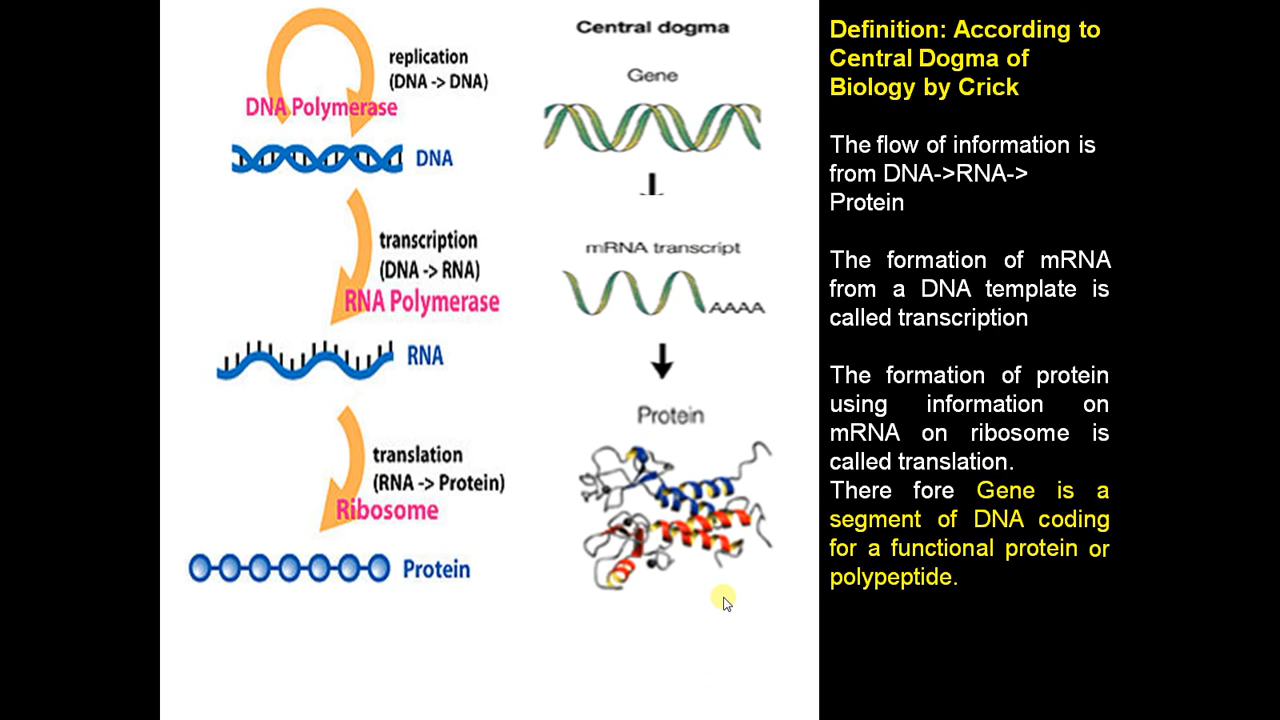 replication
(DNA -> DNA)
DNA Polymerase
DNA
transcription
(DNA -> RNA)
RNA Polymerase
RNA
translation
(RNA -> Protein)
Ribosome
Protein
Central dogma
Gene
mRNA transcript
AAAA
Protein
Definition: According to
Central Dogma of
Biology by Crick
The flow of information is
from DNA->RNA->
Protein
The formation of mRNA
from a DNA template is
called transcription
The formation of protein
using information on
mRNA on ribosome is
called translation.
There fore Gene is a
segment of DNA coding
for a functional protein or
polypeptide.